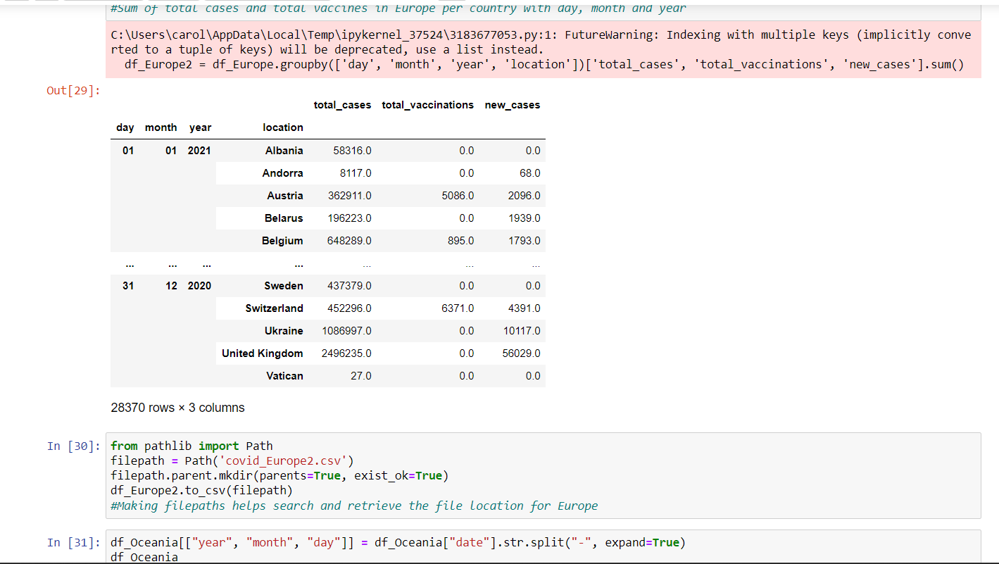 #Sum of total cases and total vaccines in Europe per country with day, month and year
C:\Users\carol\AppData\Local\Temp\ipykernel_37524\3183677053.py:1: FutureWarning: Indexing with multiple keys (implicitly conve
rted to a tuple of keys) will be deprecated, use a list instead.
  df_Europe2 = df_Europe.groupby(['day', 'month', 'year', 'location'])['total_cases', 'total_vaccinations', 'new_cases'].sum()
Out[29]:
total_cases total_vaccinations new_cases
day month year location
01 01 2021 Albania 58316.0 0.0 0.0
Andorra 8117.0 0.0 68.0
Austria 362911.0 5086.0 2096.0
Belarus 196223.0 0.0 1939.0
Belgium 648289.0 895.0 1793.0
... ... ... ... ... ... ...
31 12 2020 Sweden 437379.0 0.0 0.0
Switzerland 452296.0 6371.0 4391.0
Ukraine 1086997.0 0.0 10117.0
United Kingdom 2496235.0 0.0 56029.0
Vatican 27.0 0.0 0.0
28370 rows × 3 columns
In [30]: from pathlib import Path
filepath = Path('covid_Europe2.csv')
filepath.parent.mkdir(parents=True, exist_ok=True)
df_Europe2.to_csv(filepath)
#Making filepaths helps search and retrieve the file location for Europe
In [31]: df_Oceania[["year", "month", "day"]] = df_Oceania["date"].str.split("-", expand=True)
df_Oceania